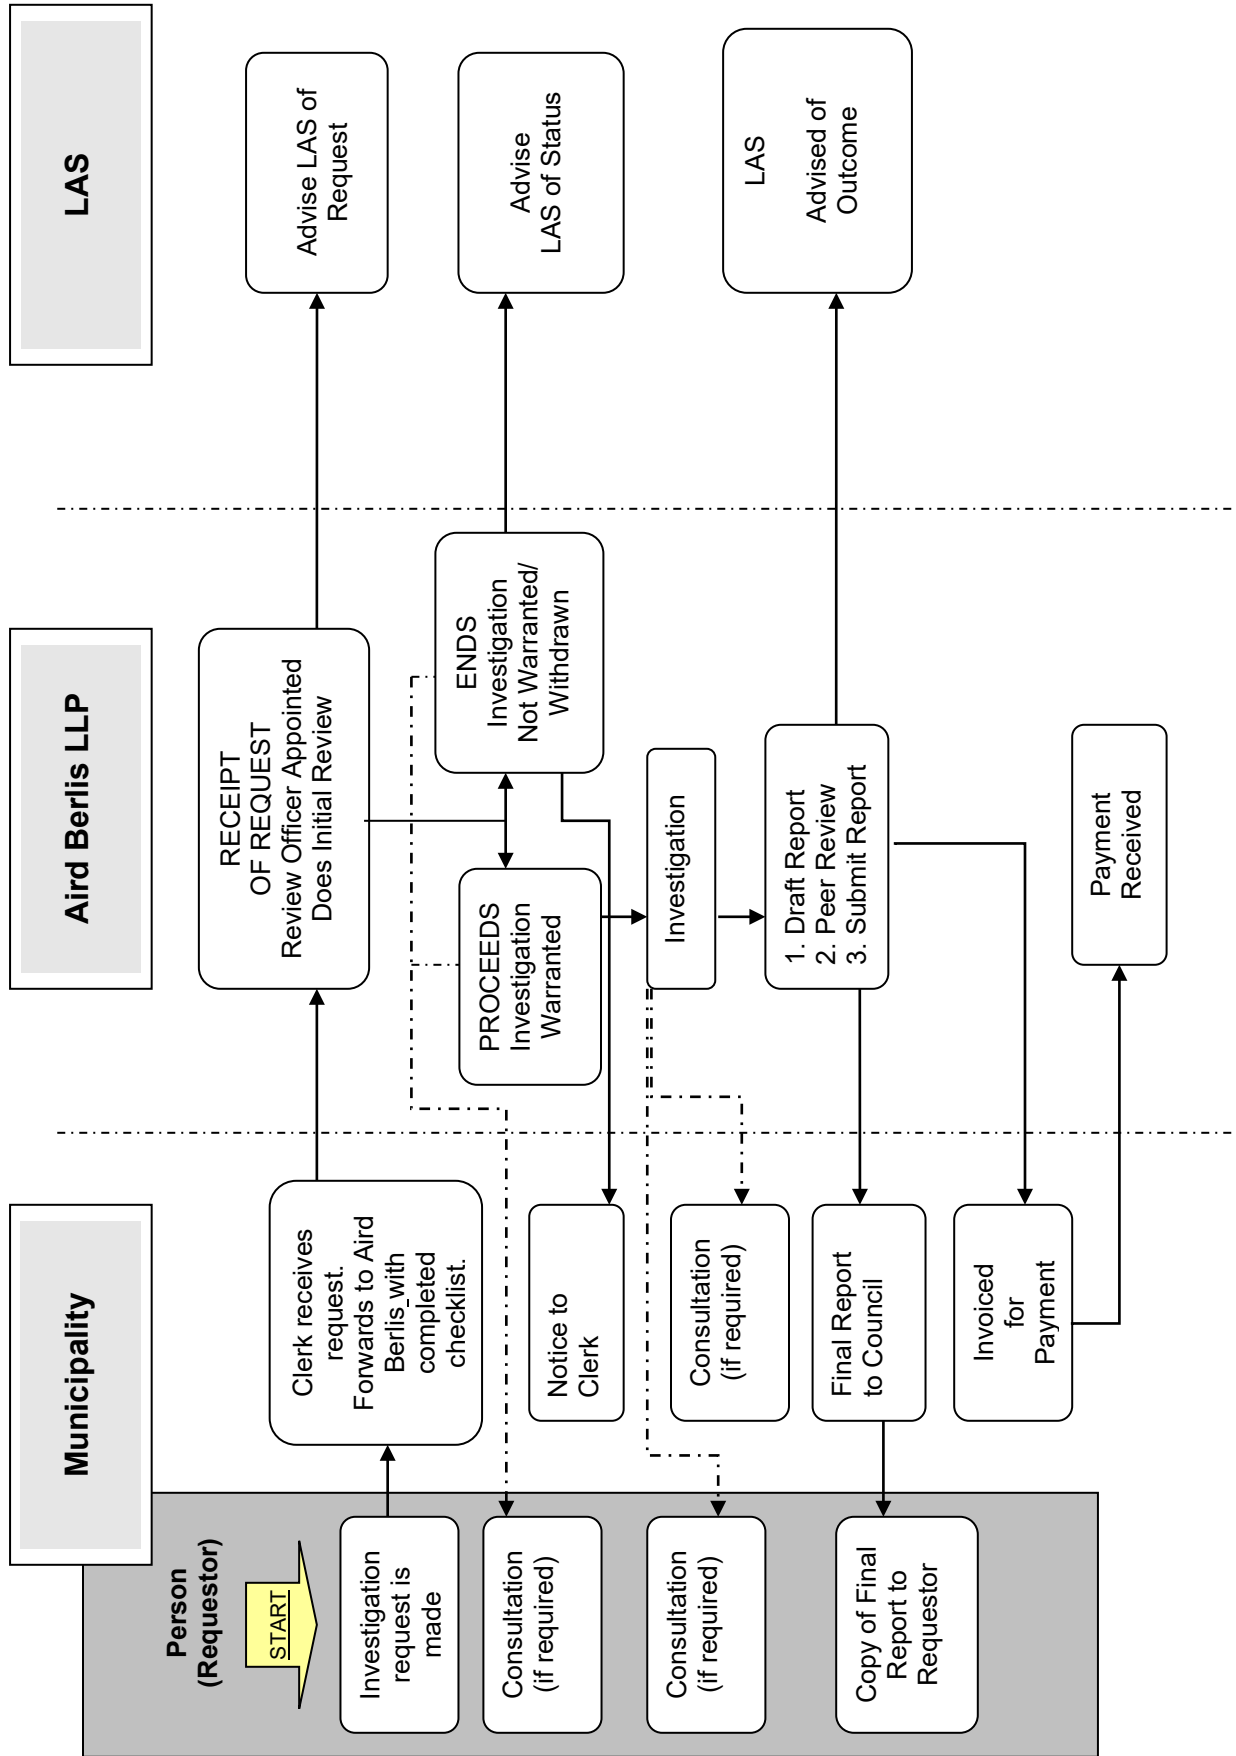 Municipality
Aird Berlis LLP
LAS
Person
(Requestor)
START
Investigation
request is
made
Clerk receives
request.
Forwards to Aird
Berlis with
completed
checklist.
RECEIPT
OF REQUEST
Review Officer Appointed
Does Initial Review
Advise LAS of
Request
Consultation
(if required)
PROCEEDS
Investigation
Warranted
ENDS
Investigation
Not Warranted/
Withdrawn
Advise
LAS of Status
Notice to
Clerk
Consultation
(if required)
Consultation
(if required)
Investigation
1. Draft Report
2. Peer Review
3. Submit Report
LAS
Advised of
Outcome
Copy of Final
Report to
Requestor
Final Report
to Council
Invoiced
for
Payment
Payment
Received